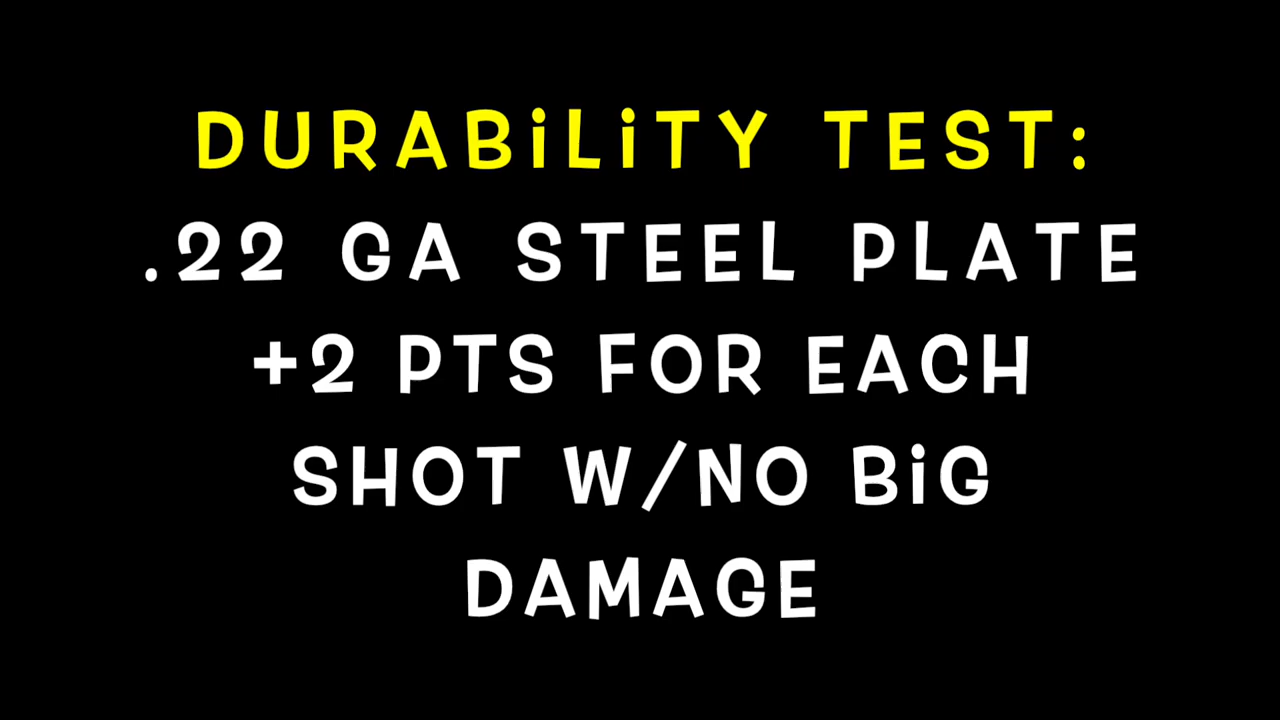 DURABiLiTY TEST:
.22 GA STEEL PLATE
+2 PTS FOR EACH
SHOT W/NO BiG
DAMAGE